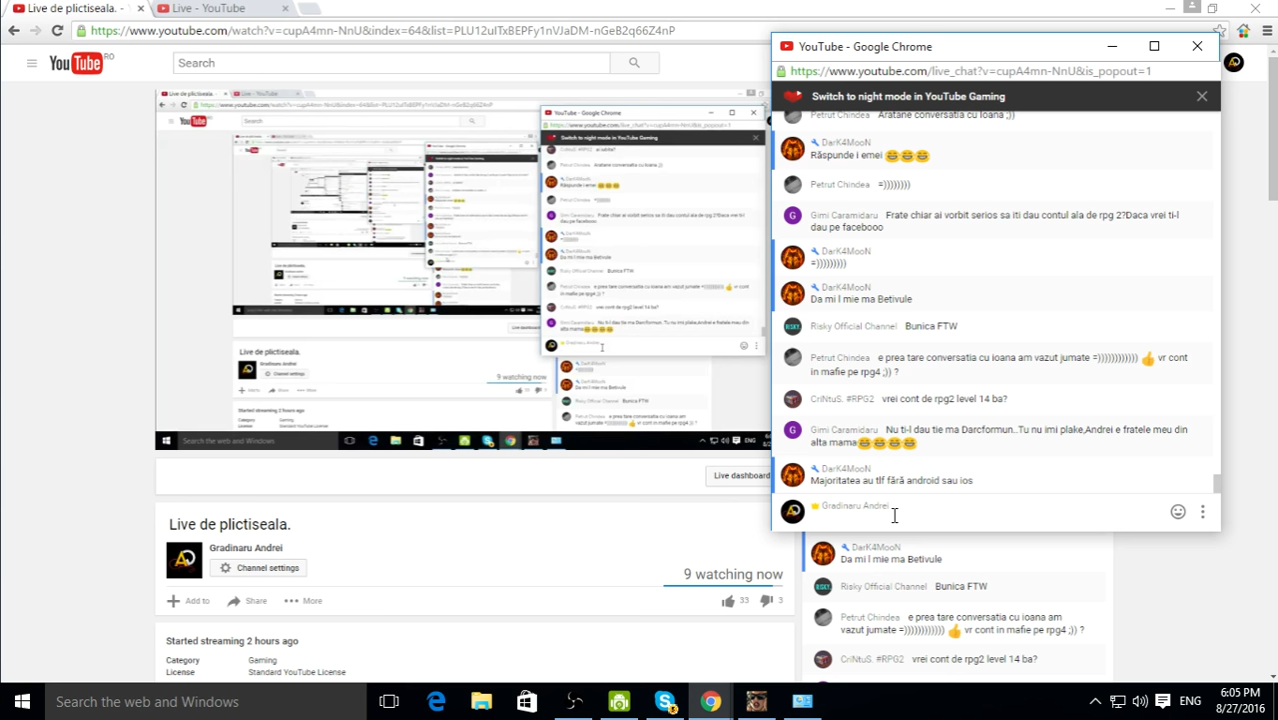 Live de plictiseala. -
Live - YouTube
https://www.youtube.com/watch?v=cupA4mn-NnU&index=64&list=PLU12uITxBEPFy1nVJaDM-nGeB2q66Z4nP
YouTube RO
Search
YouTube - Google Chrome
https://www.youtube.com/live_chat?v=cupA4mn-NnU&is_popout=1
Switch to night mode in YouTube Gaming
Petrut Chindea Aratane conversatia cu Ioana ;))
DarK4MooN
Răspunde i emei 😂😂😂
Petrut Chindea =))))))))
Gimi Caramidaru Frate chiar ai vorbit serios sa iti dau contul ala de rpg 2?Daca vrei ti-l
dau pe facebooo
DarK4MooN
=)))))))))
DarK4MooN
Da mi l mie ma Betivule
Risky Official Channel Bunica FTW
Petrut Chindea e prea tare conversatia cu ioana am vazut jumate =)))))))))))) 👍 vr cont
in mafie pe rpg4 ;)) ?
CriNtuS. #RPG2 vrei cont de rpg2 level 14 ba?
Gimi Caramidaru Nu ti-l dau tie ma Darcformun..Tu nu imi plake,Andrei e fratele meu din
alta mama😂😂😂😂
DarK4MooN
Majoritatea au tlf fără android sau ios
Gradinaru Andrei
Live dashboard
Live de plictiseala.
Gradinaru Andrei
Channel settings
9 watching now
Add to
Share
More
33
3
Started streaming 2 hours ago
Category Gaming
License Standard YouTube License
DarK4MooN
Da mi l mie ma Betivule
Risky Official Channel Bunica FTW
Petrut Chindea e prea tare conversatia cu ioana am
vazut jumate =)))))))))))) 👍 vr cont in mafie pe rpg4 ;)) ?
CriNtuS. #RPG2 vrei cont de rpg2 level 14 ba?
Search the web and Windows
ENG
6:05 PM
8/27/2016